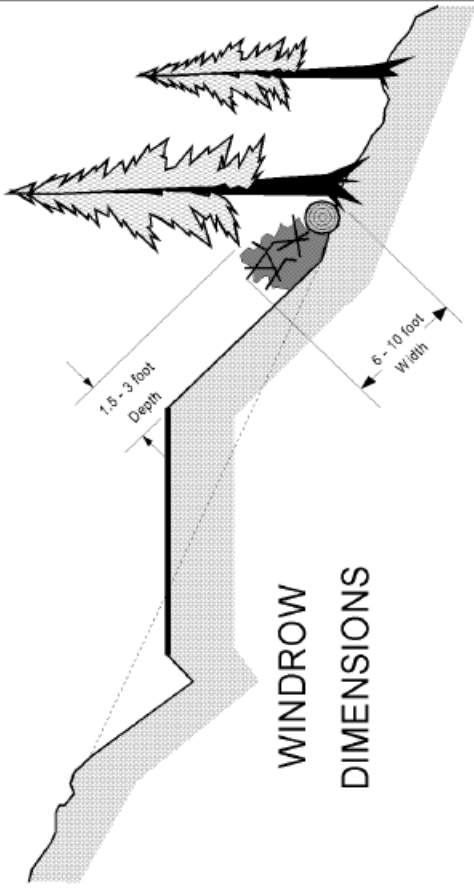 1.5 - 3 foot
Depth
6 - 10 foot
Width
WINDROW
DIMENSIONS